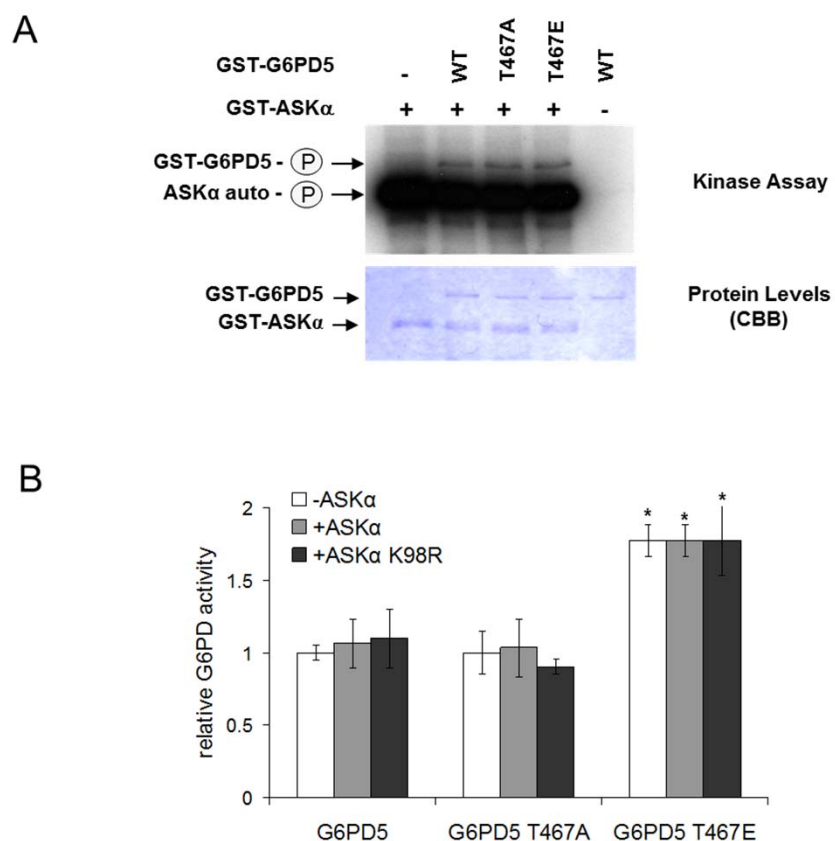 A
GST-G6PD5 - WT T467A T467E WT
GST-ASKα + + + + -
GST-G6PD5 - P
ASKα auto - P
Kinase Assay
GST-G6PD5
GST-ASKα
Protein Levels
(CBB)
B
-ASKα
+ASKα
+ASKα K98R
relative G6PD activity
2
1.5
1
0.5
0
* * *
G6PD5 G6PD5 T467A G6PD5 T467E